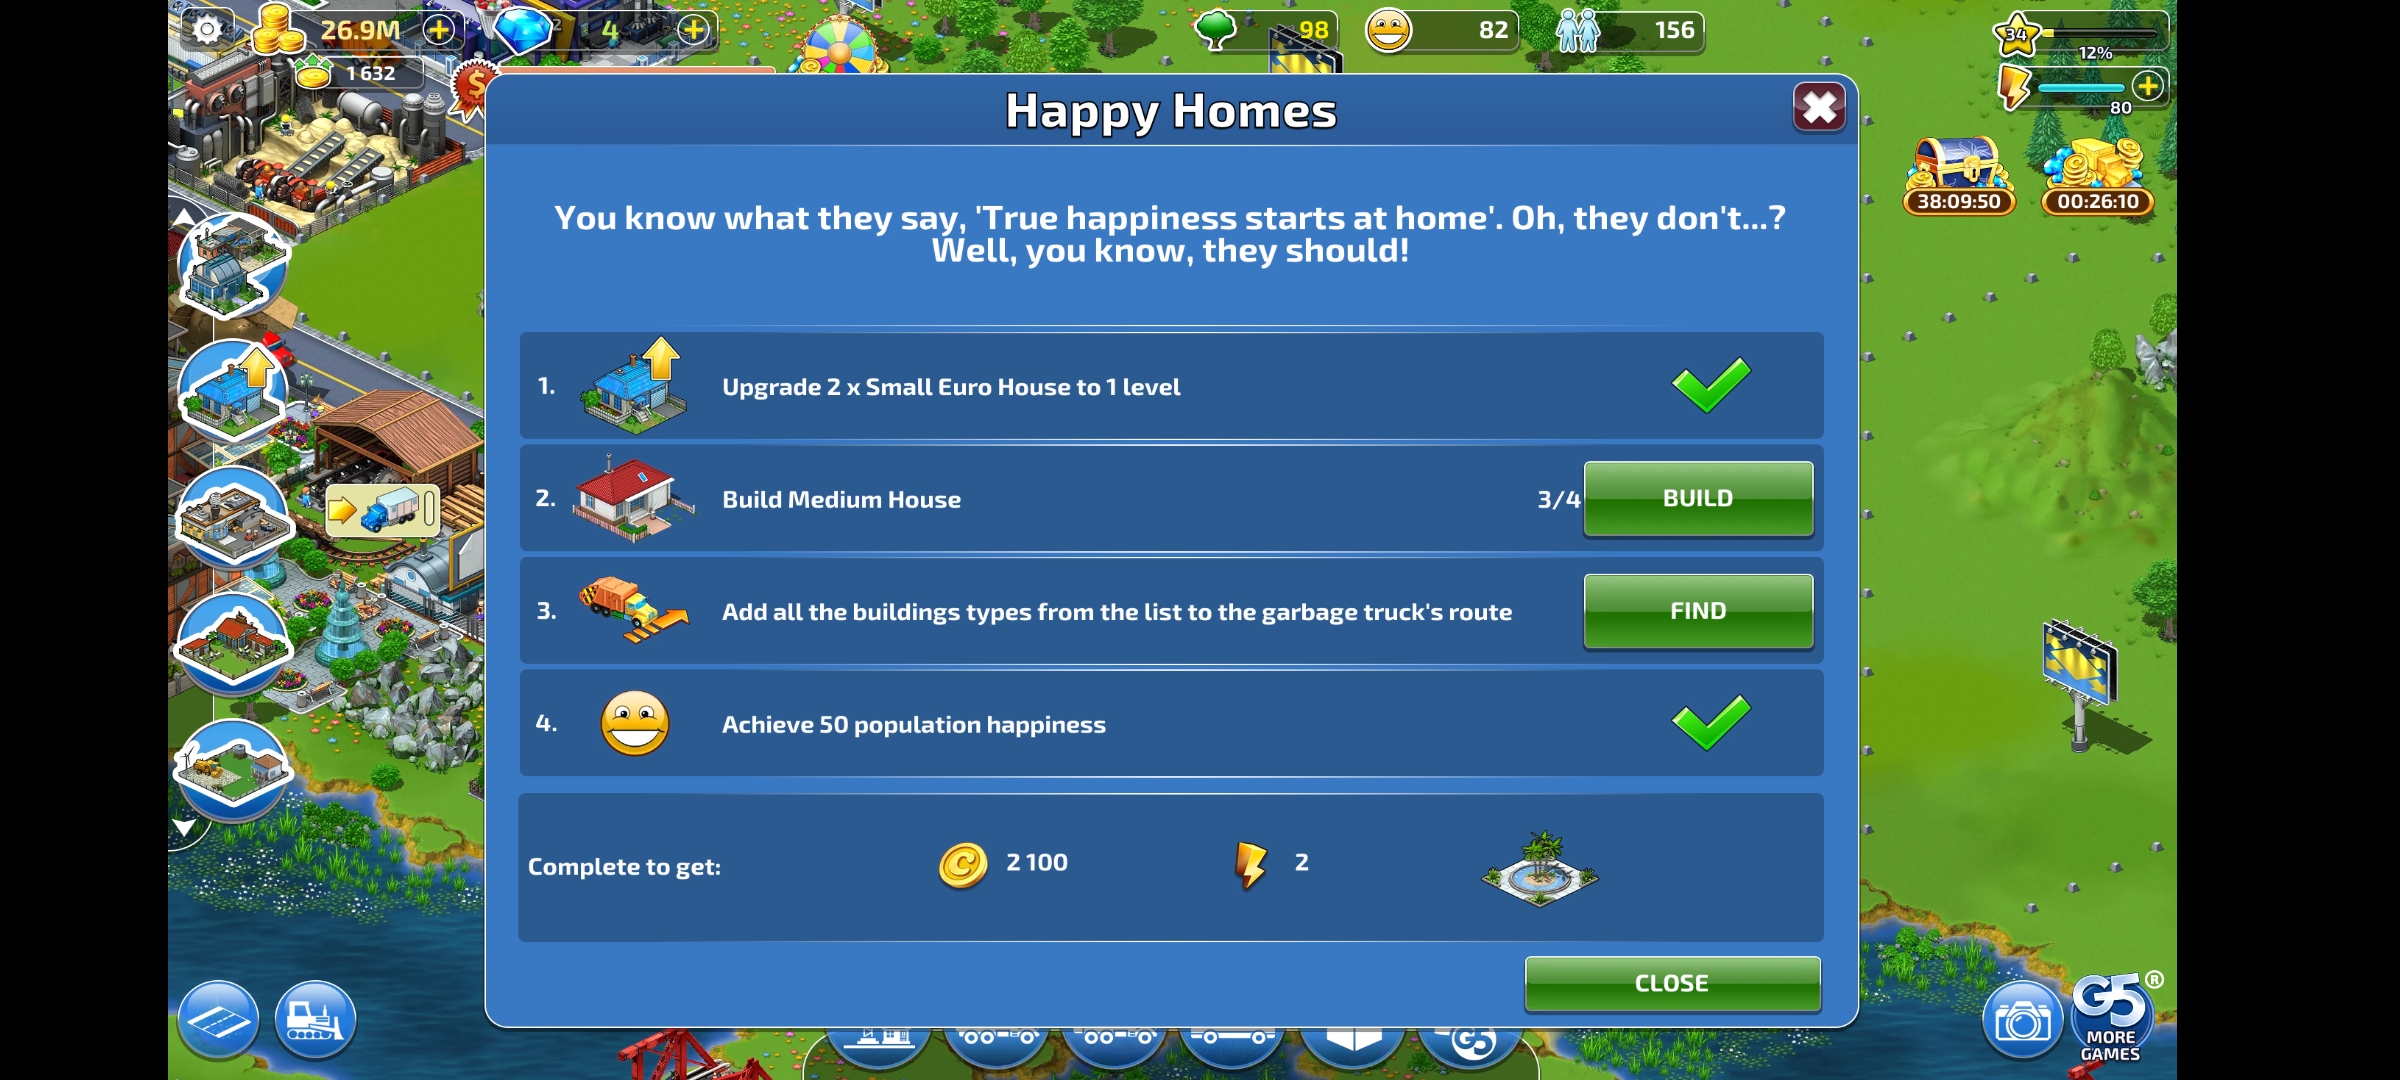 26.9M
4
98
82
156
34
12%
1 632
80
38:09:50
00:26:10
Happy Homes
You know what they say, 'True happiness starts at home'. Oh, they don't...?
Well, you know, they should!
1. Upgrade 2 x Small Euro House to 1 level
2. Build Medium House 3/4 BUILD
3. Add all the buildings types from the list to the garbage truck's route FIND
4. Achieve 50 population happiness
Complete to get: 2 100 2
CLOSE
G5
G5®
MORE
GAMES